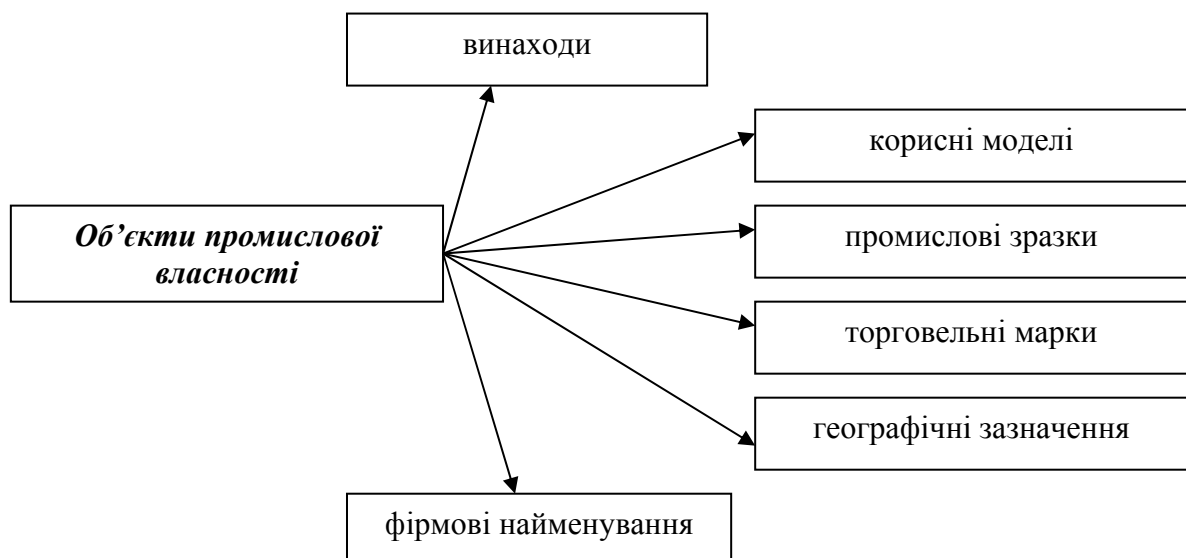 винаходи
корисні моделі
Об’єкти промислової
власності
промислові зразки
торговельні марки
географічні зазначення
фірмові найменування